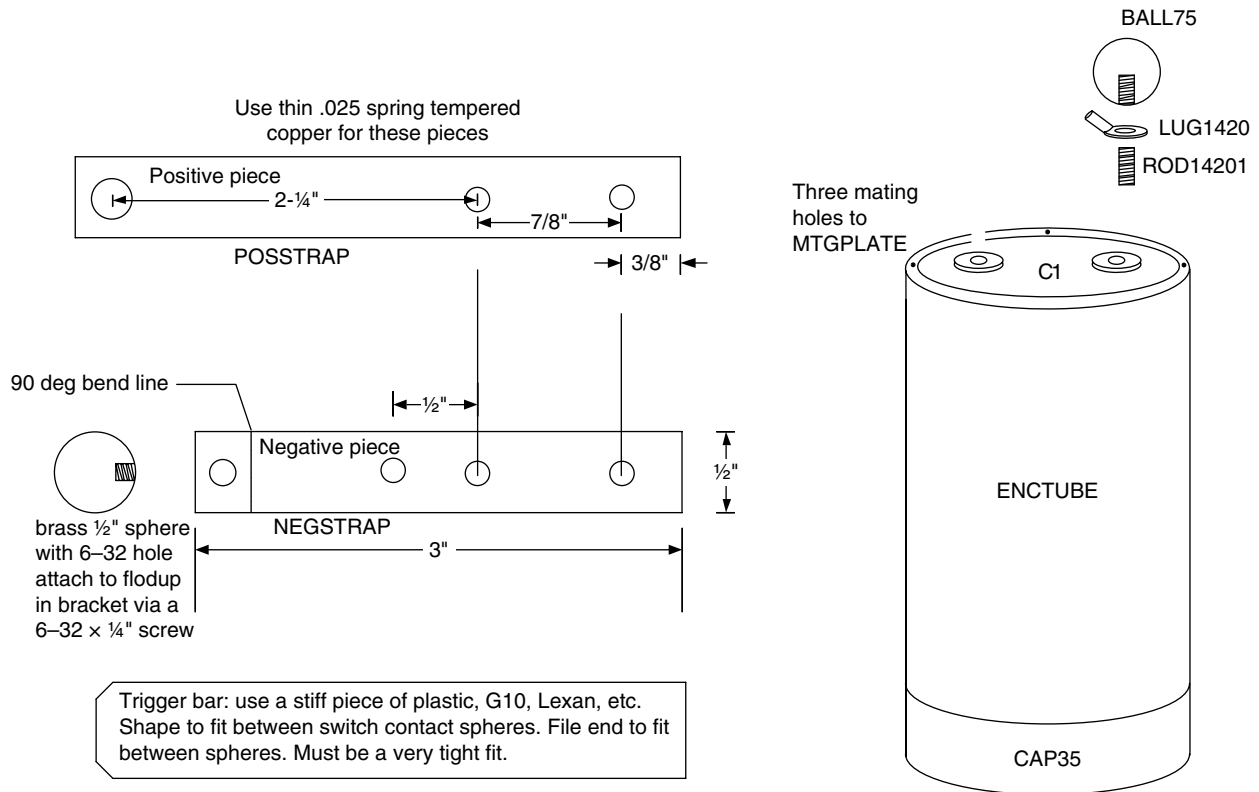 BALL75
LUG1420
ROD14201
Use thin .025 spring tempered
copper for these pieces
Positive piece
2-¼"
7/8"
POSSTRAP
3/8"
Three mating
holes to
MTGPLATE
C1
90 deg bend line
½"
Negative piece
½"
NEGSTRAP
3"
brass ½" sphere
with 6–32 hole
attach to flodup
in bracket via a
6–32 × ¼" screw
ENCTUBE
Trigger bar: use a stiff piece of plastic, G10, Lexan, etc.
Shape to fit between switch contact spheres. File end to fit
between spheres. Must be a very tight fit.
CAP35